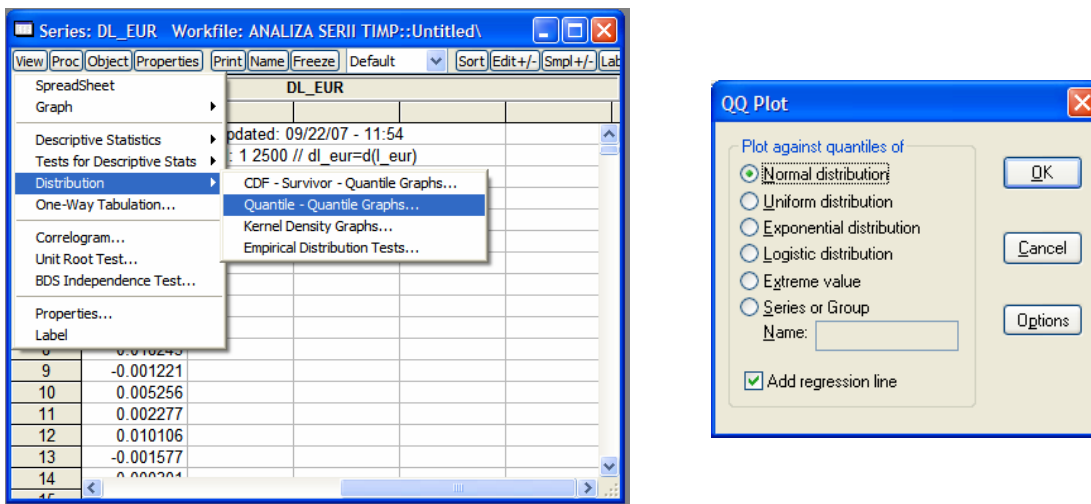 Series: DL_EUR Workfile: ANALIZA SERII TIMP::Untitled\
View Proc Object Properties Print Name Freeze Default Sort Edit+/- Smpl+/- Lab
DL_EUR
pdated: 09/22/07 - 11:54
: 1 2500 // dl_eur=d(l_eur)
SpreadSheet
Graph
Descriptive Statistics
Tests for Descriptive Stats
Distribution
One-Way Tabulation...
Correlogram...
Unit Root Test...
BDS Independence Test...
Properties...
Label
CDF - Survivor - Quantile Graphs...
Quantile - Quantile Graphs...
Kernel Density Graphs...
Empirical Distribution Tests...
9 -0.001221
10 0.005256
11 0.002277
12 0.010106
13 -0.001577
14
QQ Plot
Plot against quantiles of
Normal distribution
Uniform distribution
Exponential distribution
Logistic distribution
Extreme value
Series or Group
Name:
Add regression line
OK
Cancel
Options